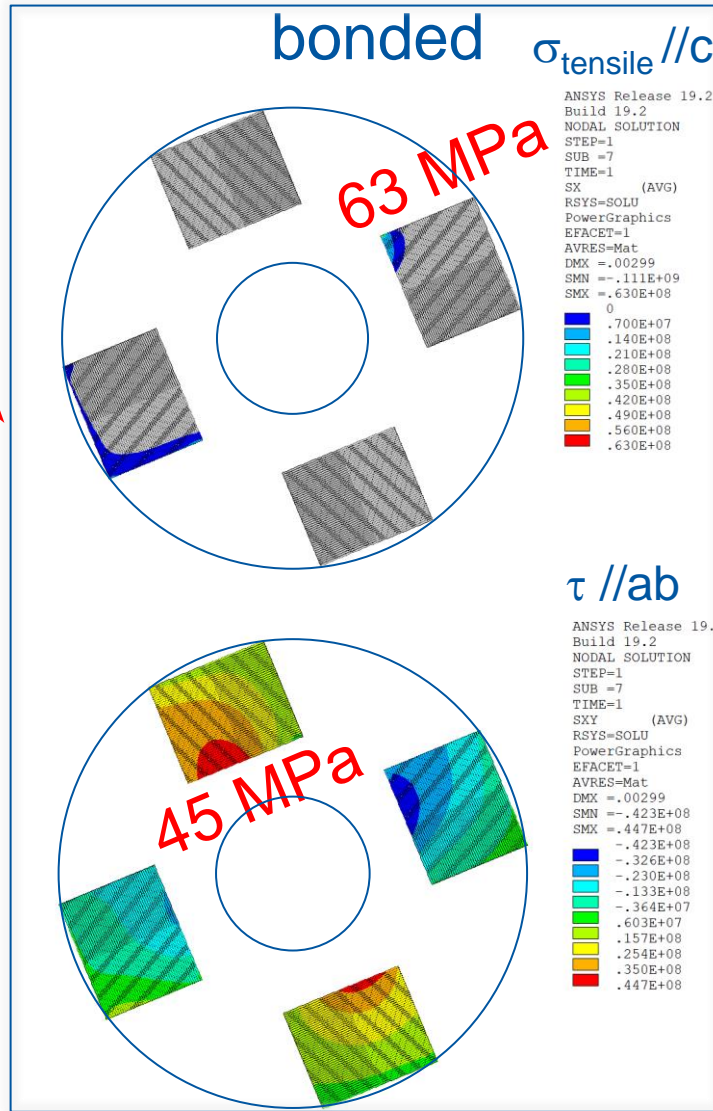 bonded
σtensile //c
63 MPa
ANSYS Release 19.2
Build 19.2
NODAL SOLUTION
STEP=1
SUB =7
TIME=1
SX (AVG)
RSYS=SOLU
PowerGraphics
EFACET=1
AVRES=Mat
DMX =.00299
SMN =-.111E+09
SMX =.630E+08
0
.700E+07
.140E+08
.210E+08
.280E+08
.350E+08
.420E+08
.490E+08
.560E+08
.630E+08
τ //ab
45 MPa
ANSYS Release 19.
Build 19.2
NODAL SOLUTION
STEP=1
SUB =7
TIME=1
SXY (AVG)
RSYS=SOLU
PowerGraphics
EFACET=1
AVRES=Mat
DMX =.00299
SMN =-.423E+08
SMX =.447E+08
-.423E+08
-.326E+08
-.230E+08
-.133E+08
-.364E+07
.603E+07
.157E+08
.254E+08
.350E+08
.447E+08